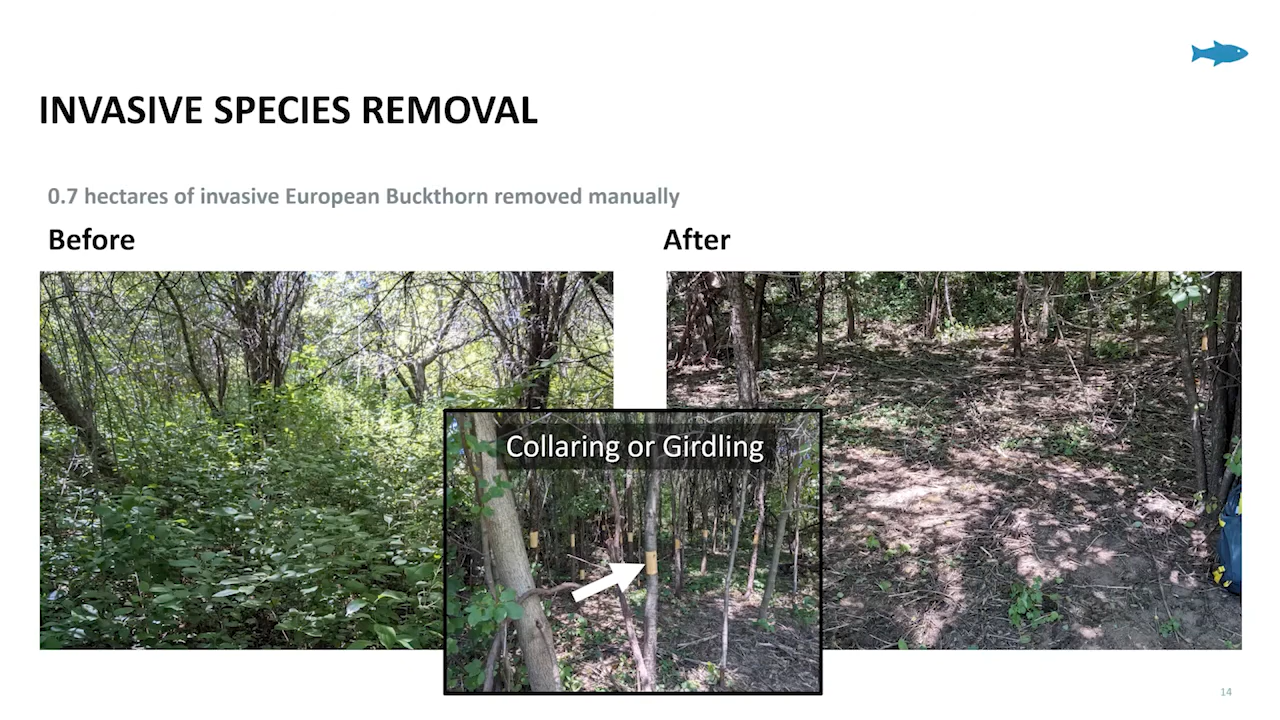 INVASIVE SPECIES REMOVAL
0.7 hectares of invasive European Buckthorn removed manually
Before
After
Collaring or Girdling
14